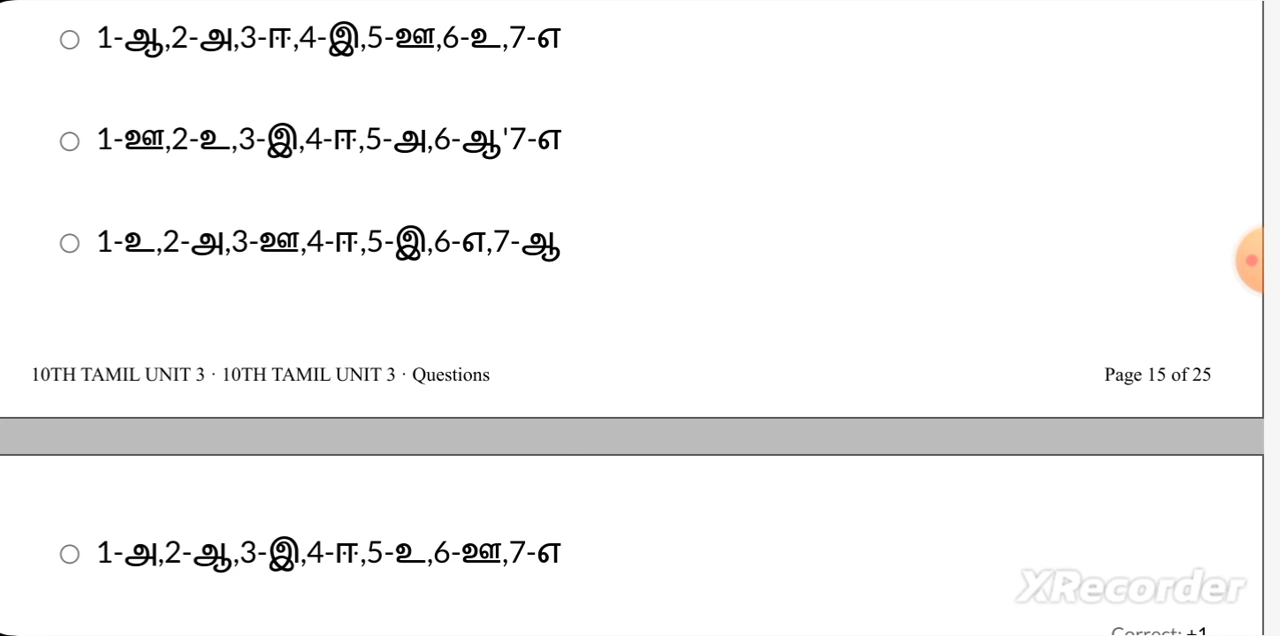 1-ஆ,2-அ,3-ஈ,4-இ,5-ஊ,6-உ,7-எ
1-ஊ,2-உ,3-இ,4-ஈ,5-அ,6-ஆ'7-எ
1-உ,2-அ,3-ஊ,4-ஈ,5-இ,6-எ,7-ஆ
10TH TAMIL UNIT 3 · 10TH TAMIL UNIT 3 · Questions Page 15 of 25
1-அ,2-ஆ,3-இ,4-ஈ,5-உ,6-ஊ,7-எ
XRecorder
Correct: +1